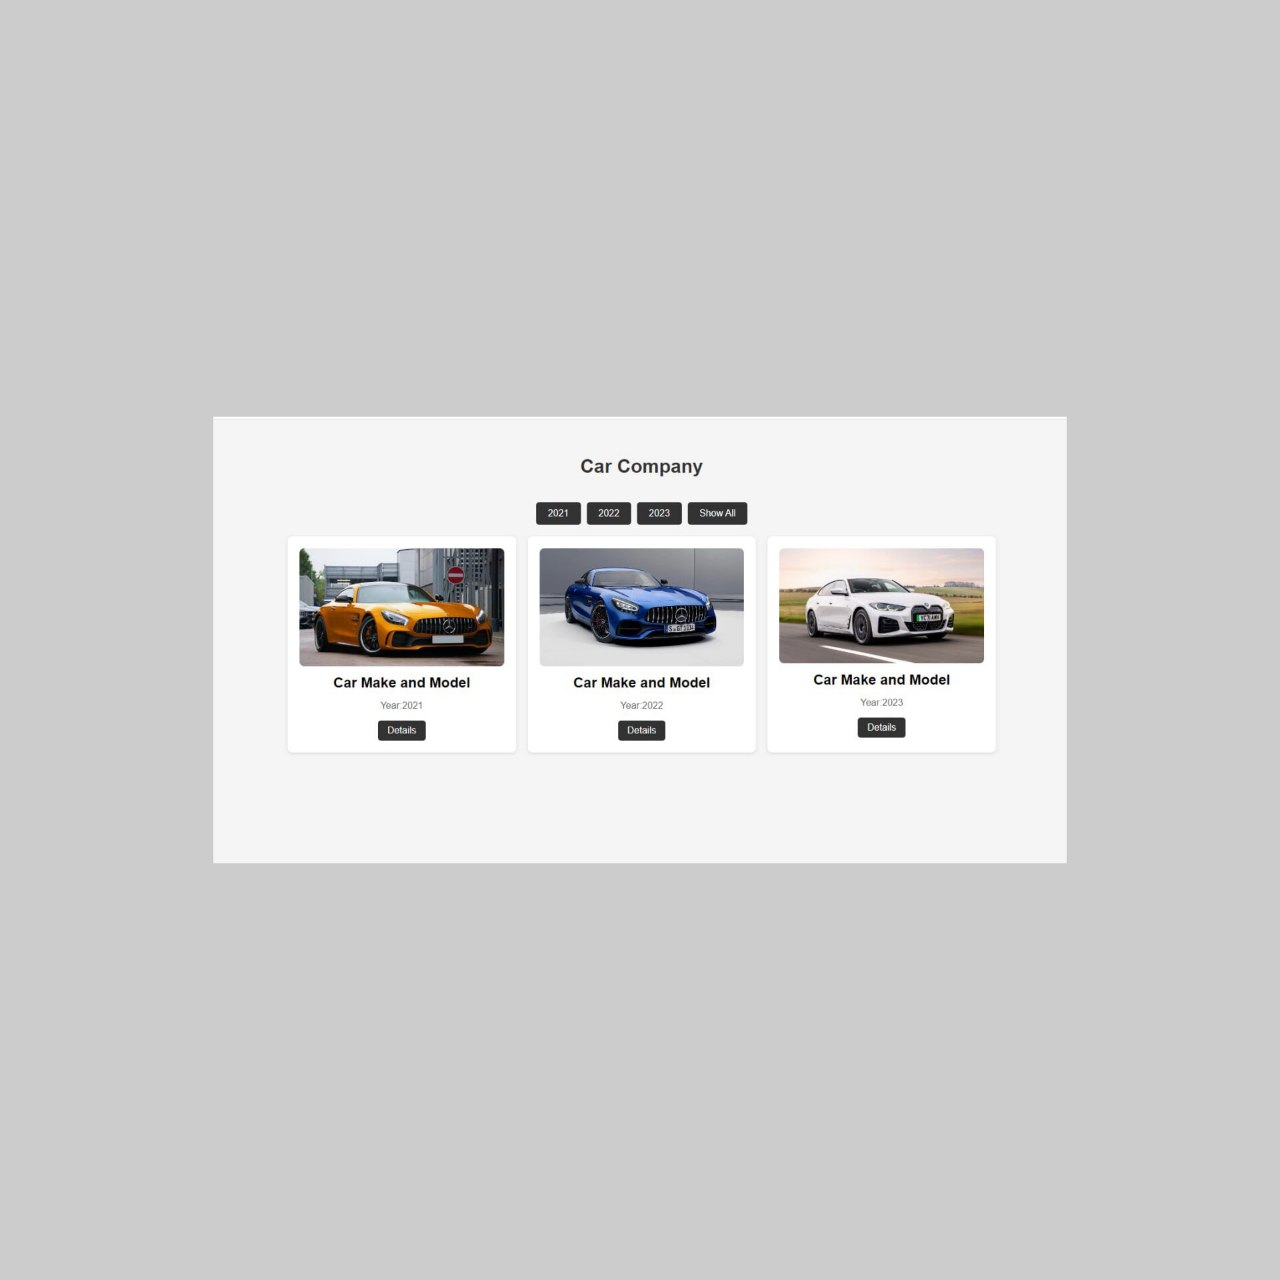 Car Company
2021
2022
2023
Show All
Car Make and Model
Year:2021
Details
Car Make and Model
Year:2022
Details
Car Make and Model
Year:2023
Details